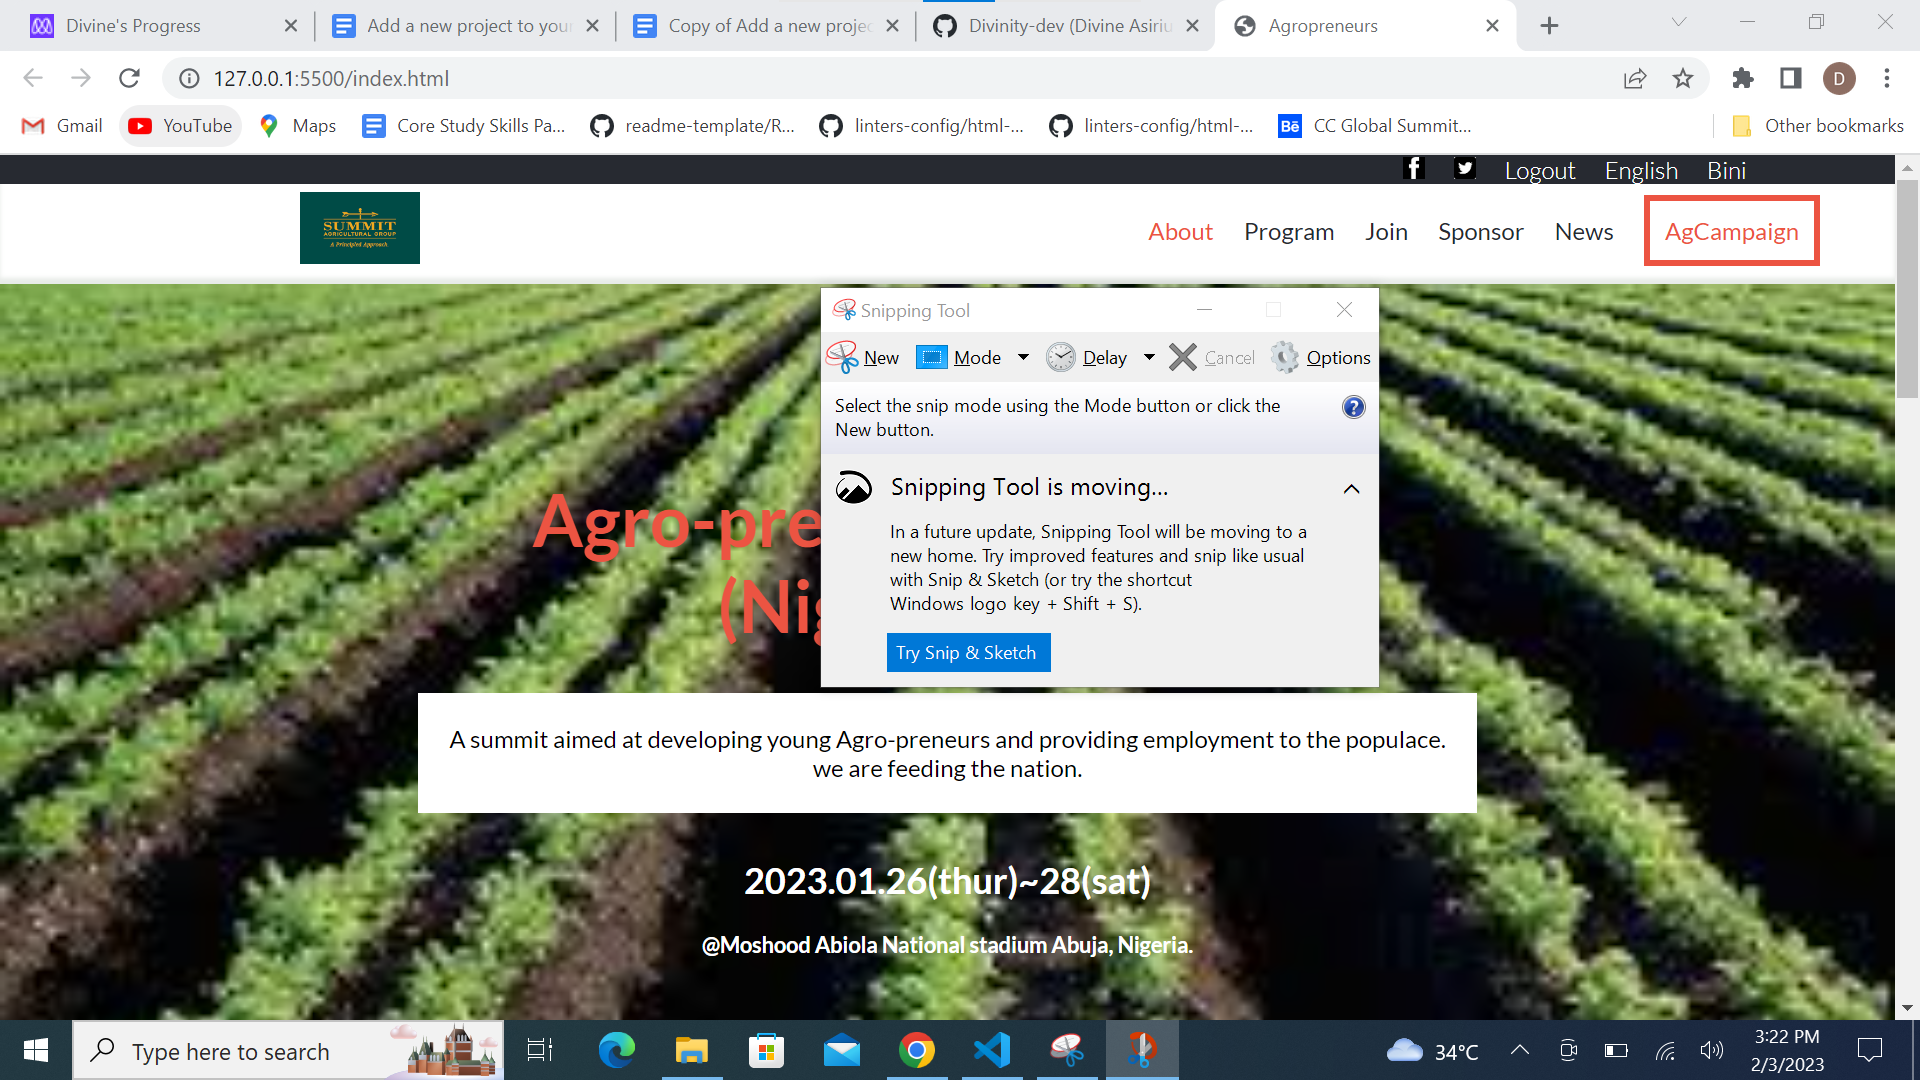 Divine's Progress
Add a new project to your
Copy of Add a new projec
Divinity-dev (Divine Asiriu
Agropreneurs
127.0.0.1:5500/index.html
D
Gmail
YouTube
Maps
Core Study Skills Pa...
readme-template/R...
linters-config/html-...
linters-config/html-...
Bē
CC Global Summit...
Other bookmarks
Logout
English
Bini
SUMMIT
AGRICULTURAL GROUP
A Principled Approach
About
Program
Join
Sponsor
News
AgCampaign
Snipping Tool
New
Mode
Delay
Cancel
Options
Select the snip mode using the Mode button or click the
New button.
Snipping Tool is moving...
In a future update, Snipping Tool will be moving to a
new home. Try improved features and snip like usual
with Snip & Sketch (or try the shortcut
Windows logo key + Shift + S).
Try Snip & Sketch
Agro-pre
(Nig
A summit aimed at developing young Agro-preneurs and providing employment to the populace.
we are feeding the nation.
2023.01.26(thur)~28(sat)
@Moshood Abiola National stadium Abuja, Nigeria.
Type here to search
34°C
3:22 PM
2/3/2023